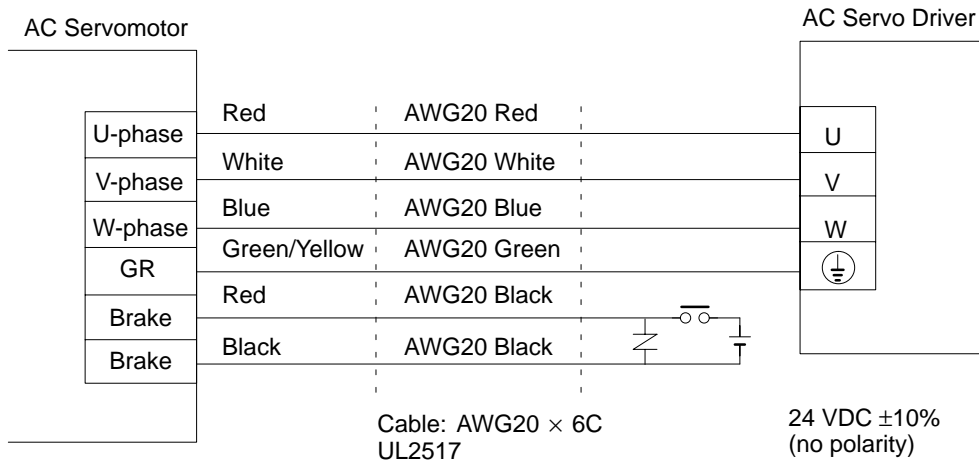 AC Servomotor
AC Servo Driver
U-phase
Red
AWG20 Red
U
V-phase
White
AWG20 White
V
W-phase
Blue
AWG20 Blue
W
GR
Green/Yellow
AWG20 Green
Brake
Red
AWG20 Black
Brake
Black
AWG20 Black
Cable: AWG20 × 6C
UL2517
24 VDC ±10%
(no polarity)